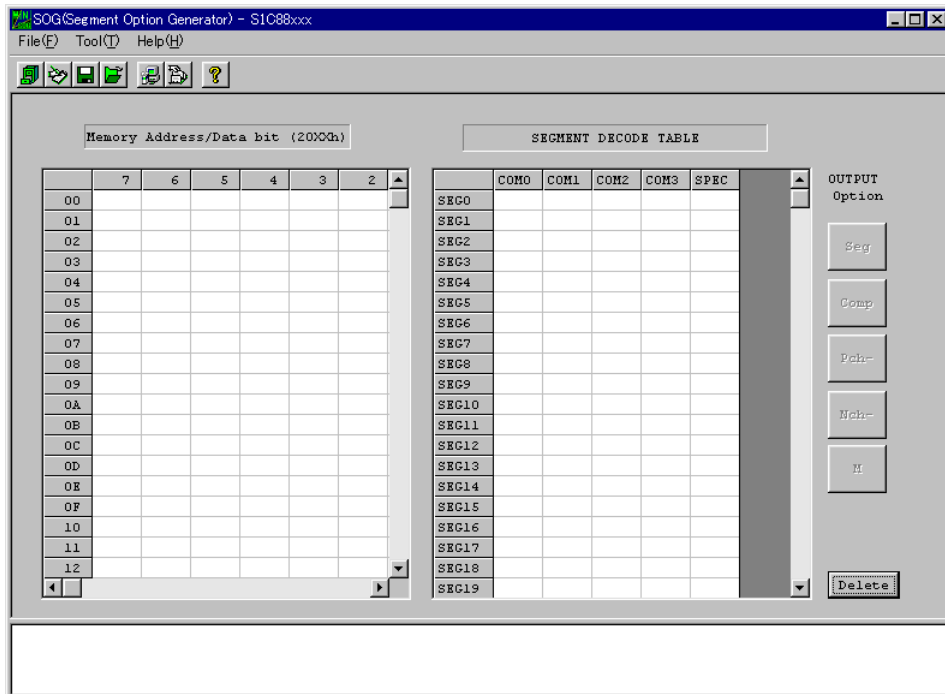 SOG(Segment Option Generator) - S1C88xxx
File(F) Tool(T) Help(H)
Memory Address/Data bit (20XXh)
SEGMENT DECODE TABLE
7 6 5 4 3 2
00
01
02
03
04
05
06
07
08
09
0A
0B
0C
0D
0E
0F
10
11
12
COM0 COM1 COM2 COM3 SPEC
SEG0
SEG1
SEG2
SEG3
SEG4
SEG5
SEG6
SEG7
SEG8
SEG9
SEG10
SEG11
SEG12
SEG13
SEG14
SEG15
SEG16
SEG17
SEG18
SEG19
OUTPUT
Option
Seg
Comp
Pch-
Nch-
M
Delete